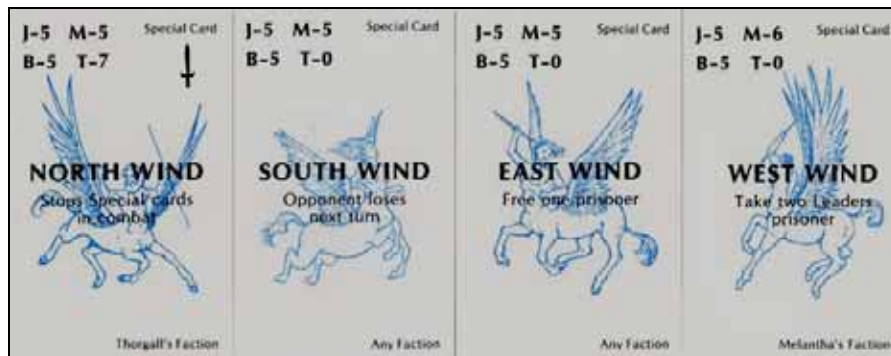 J-5 M-5 Special Card
B-5 T-7
NORTH WIND
Stops Special cards
in combat
Thorgall's Faction
J-5 M-5 Special Card
B-5 T-0
SOUTH WIND
Opponent loses
next turn
Any Faction
J-5 M-5 Special Card
B-5 T-0
EAST WIND
Free one prisoner
Any Faction
J-5 M-6 Special Card
B-5 T-0
WEST WIND
Take two Leaders
prisoner
Melantha's Faction